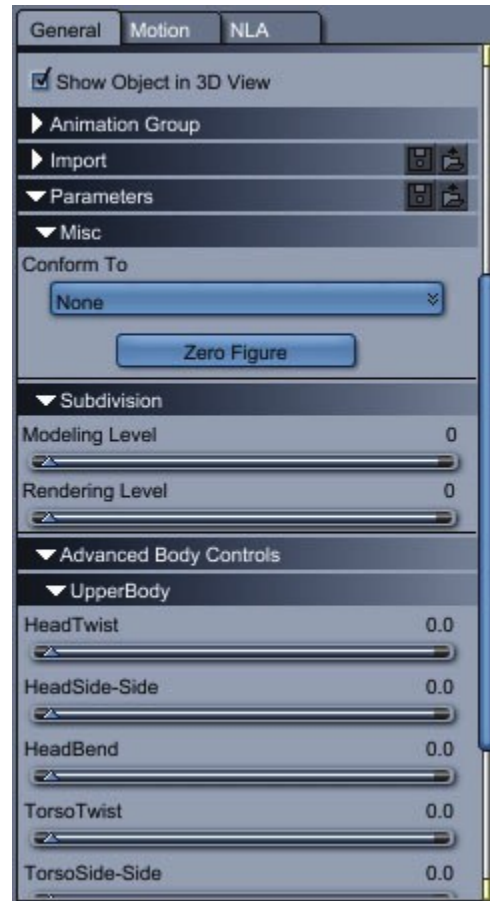 General Motion NLA
Show Object in 3D View
Animation Group
Import
Parameters
Misc
Conform To
None
Zero Figure
Subdivision
Modeling Level 0
Rendering Level 0
Advanced Body Controls
UpperBody
HeadTwist 0.0
HeadSide-Side 0.0
HeadBend 0.0
TorsoTwist 0.0
TorsoSide-Side 0.0